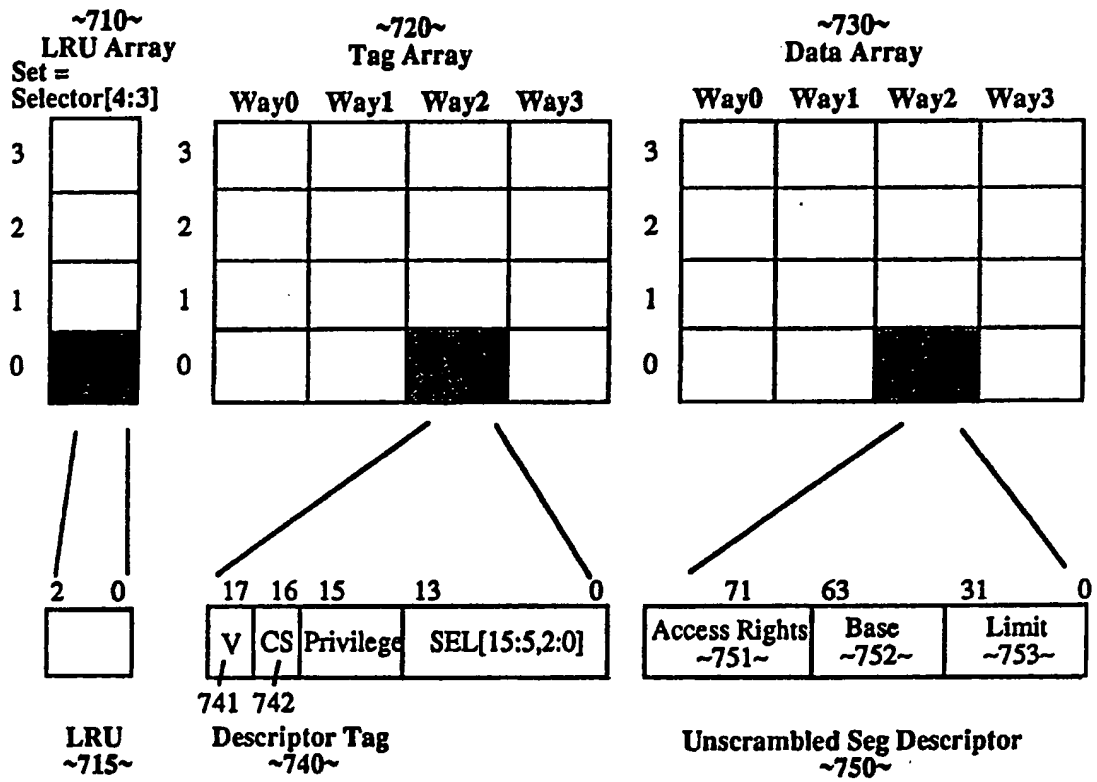 ~710~
LRU Array
Set =
Selector[4:3]
~720~
Tag Array
~730~
Data Array
Way0 Way1 Way2 Way3
Way0 Way1 Way2 Way3
3 3 3
2 2 2
1 1 1
0 0 0
2 0
17 16 15 13 0
71 63 31 0
V CS Privilege SEL[15:5,2:0]
Access Rights
~751~
Base
~752~
Limit
~753~
741 742
LRU
~715~
Descriptor Tag
~740~
Unscrambled Seg Descriptor
~750~